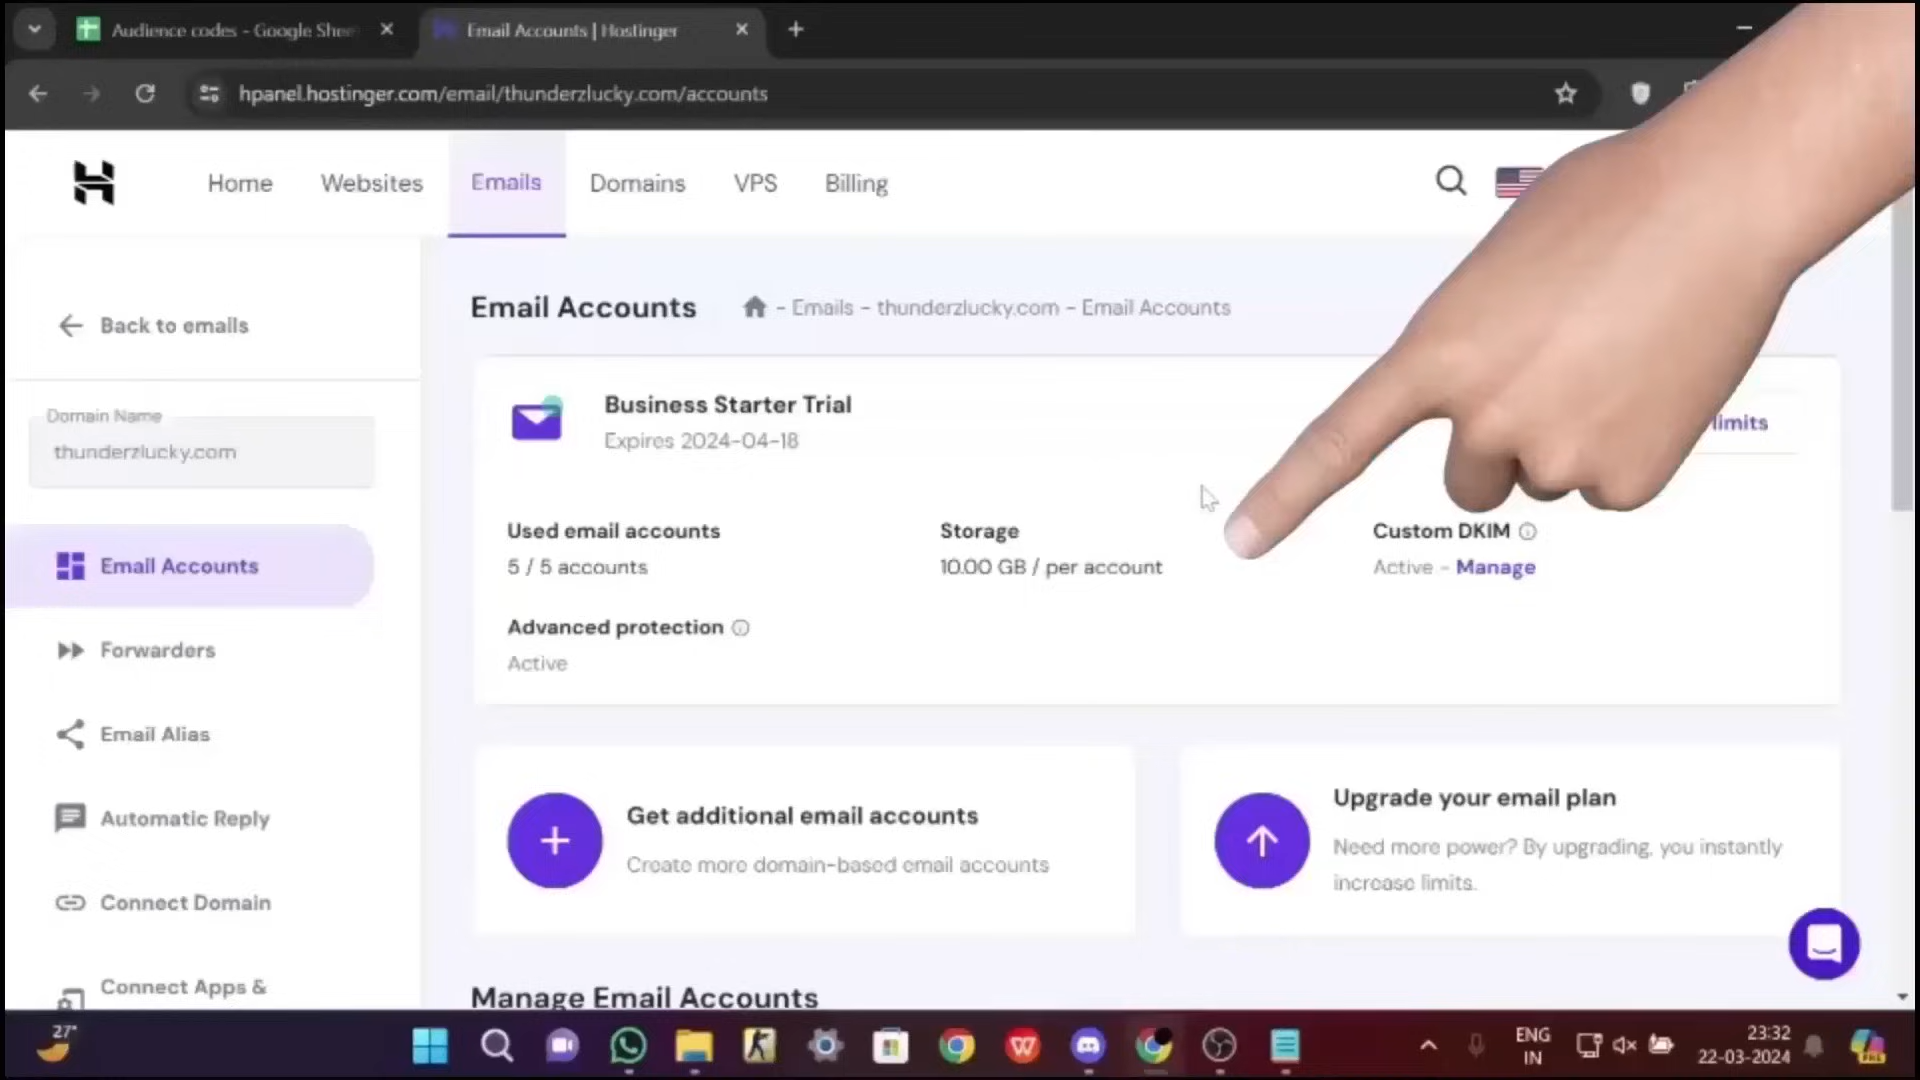 Audience codes - Google Shee
Email Accounts | Hostinger
hpanel.hostinger.com/email/thunderzlucky.com/accounts
Home
Websites
Emails
Domains
VPS
Billing
Back to emails
Domain Name
thunderzlucky.com
Email Accounts
Forwarders
Email Alias
Automatic Reply
Connect Domain
Connect Apps &
Email Accounts
- Emails - thunderzlucky.com - Email Accounts
Business Starter Trial
Expires 2024-04-18
limits
Used email accounts
5 / 5 accounts
Storage
10.00 GB / per account
Custom DKIM
Active - Manage
Advanced protection
Active
Get additional email accounts
Create more domain-based email accounts
Upgrade your email plan
Need more power? By upgrading, you instantly
increase limits.
Manage Email Accounts
27°
ENG
IN
23:32
22-03-2024